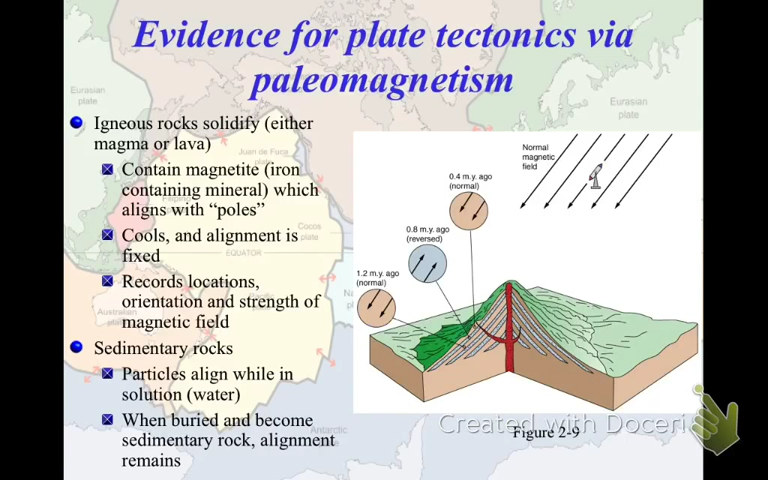 Evidence for plate tectonics via
paleomagnetism
Igneous rocks solidify (either
magma or lava)
Contain magnetite (iron
containing mineral) which
aligns with “poles”
Cools, and alignment is
fixed
Records locations,
orientation and strength of
magnetic field
Sedimentary rocks
Particles align while in
solution (water)
When buried and become
sedimentary rock, alignment
remains
Normal
magnetic
field
0.4 m.y. ago
(normal)
0.8 m.y. ago
(reversed)
1.2 m.y. ago
(normal)
Figure 2-9
Created with Doceri
Eurasian
plate
Eurasian
plate
Juan de Fuca
plate
Cocos
plate
EQUATOR
Australian
plate
Antarctic